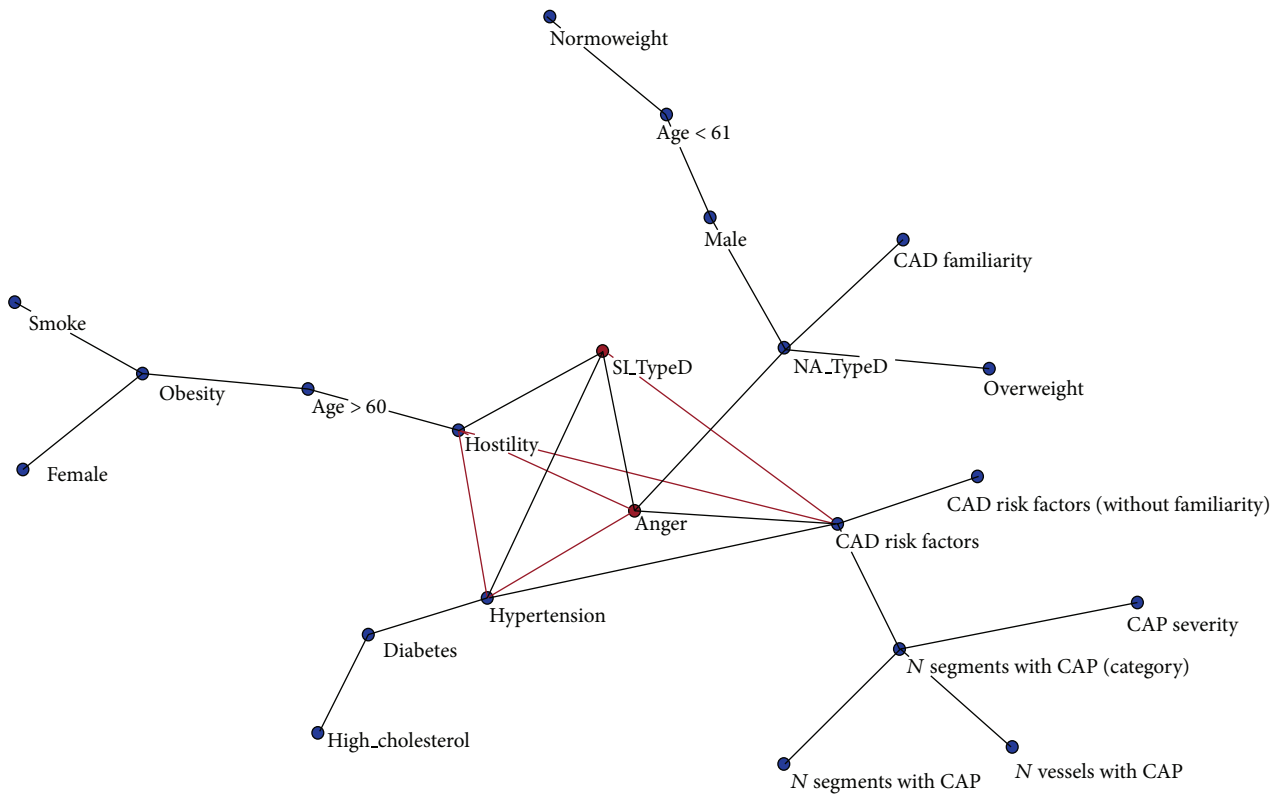 Normoweight
Age < 61
Male
CAD familiarity
Smoke
SI_TypeD
NA_TypeD
Overweight
Obesity
Age > 60
Hostility
Female
CAD risk factors (without familiarity)
Anger
CAD risk factors
Hypertension
CAP severity
Diabetes
N segments with CAP (category)
High_cholesterol
N vessels with CAP
N segments with CAP